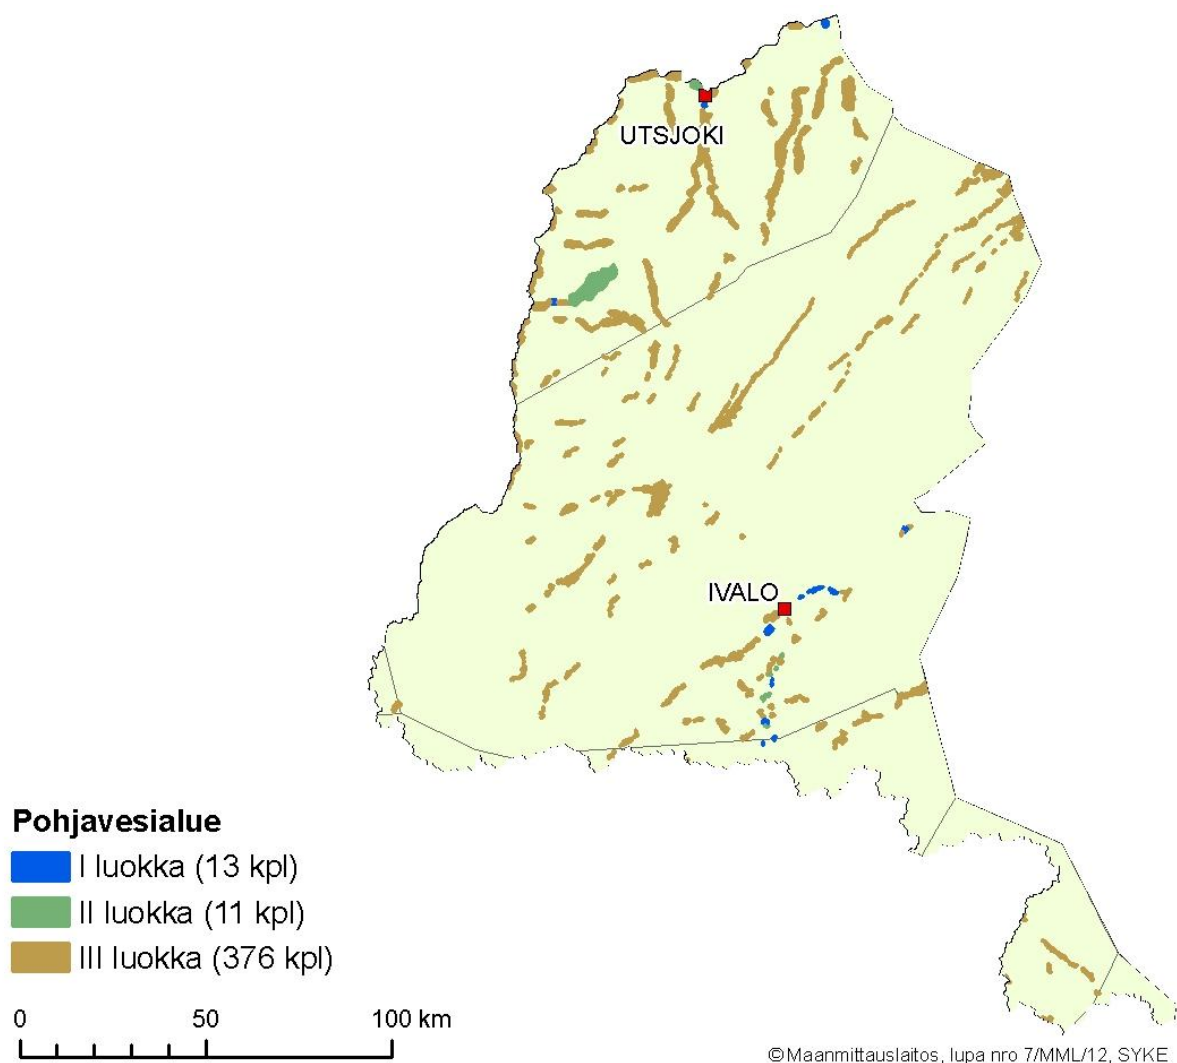 UTSJOKI
IVALO
Pohjavesialue
I luokka (13 kpl)
II luokka (11 kpl)
III luokka (376 kpl)
0 50 100 km
©Maanmittauslaitos, lupa nro 7/MML/12, SYKE